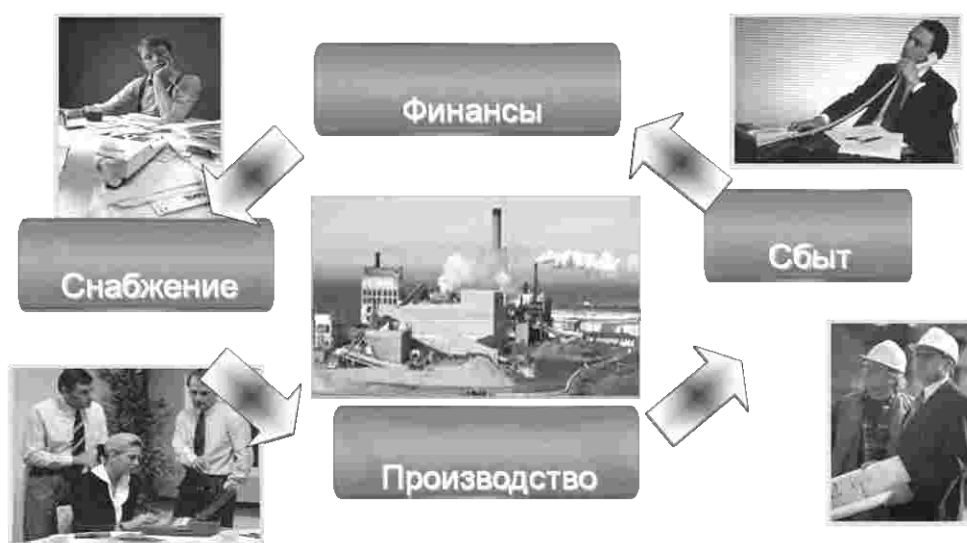 Финансы
Снабжение
Сбыт
Производство